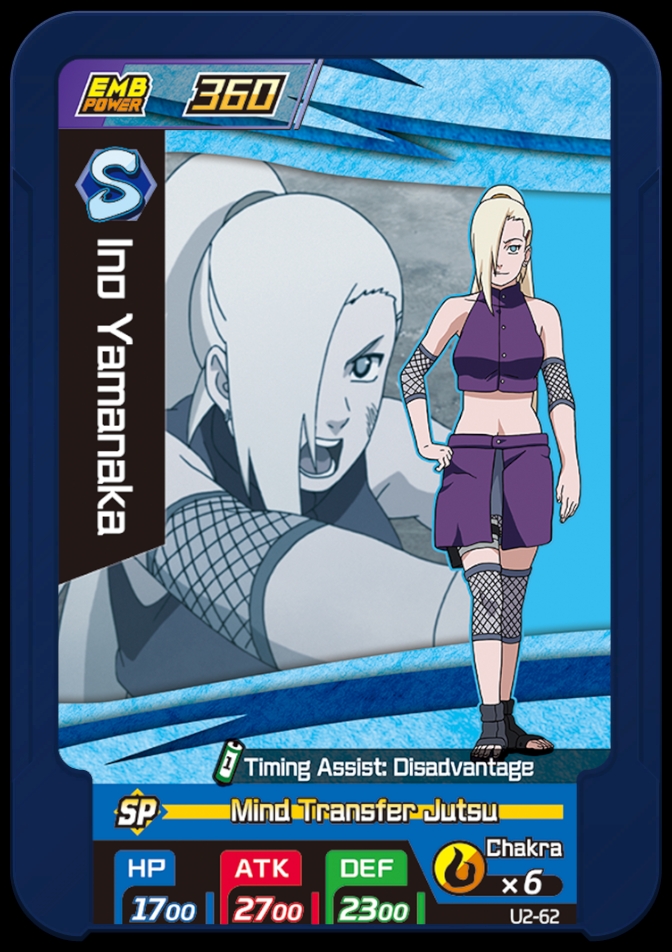 EMB
POWER
360
S
Ino Yamanaka
1
Timing Assist: Disadvantage
SP
Mind Transfer Jutsu
HP
1700
ATK
2700
DEF
2300
Chakra
×6
U2-62